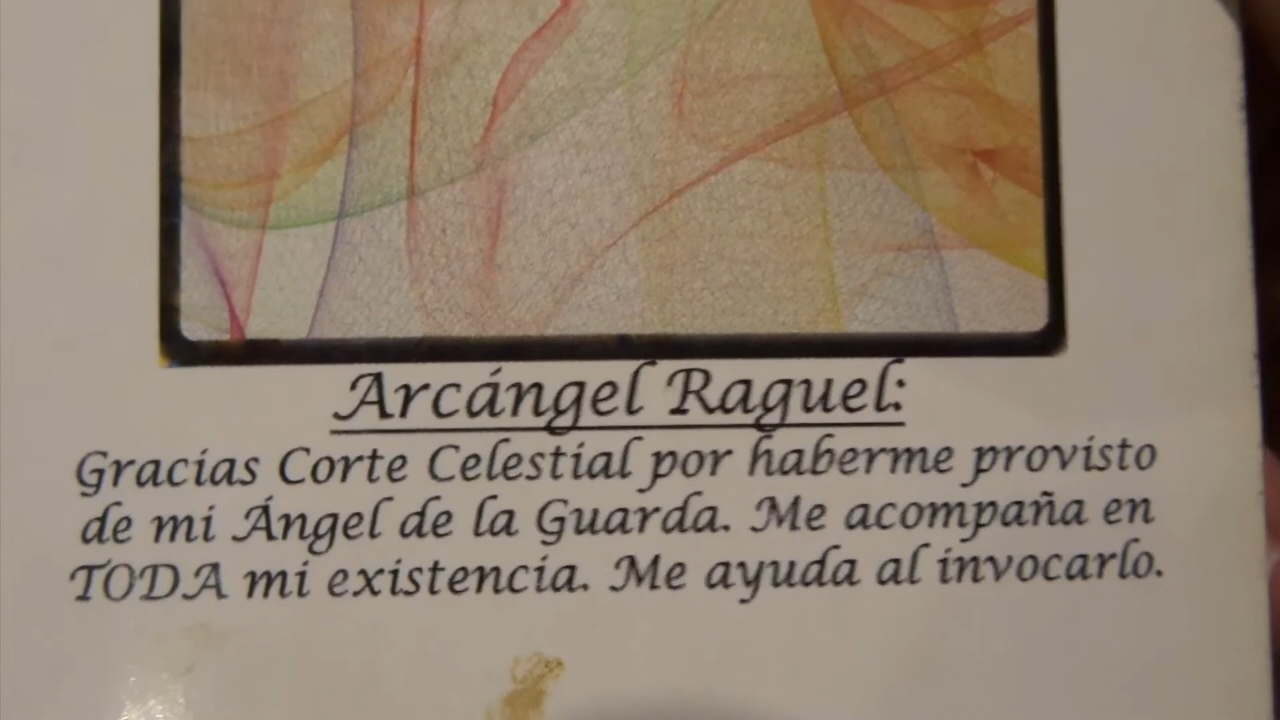 Arcángel Raguel:
Gracias Corte Celestial por haberme provisto
de mi Ángel de la Guarda. Me acompaña en
TODA mi existencia. Me ayuda al invocarlo.